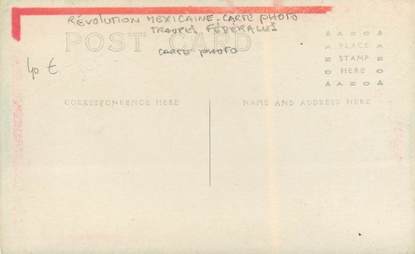 RÉVOLUTION MEXICAINE. CARTE PHOTO
TROUPES FÉDÉRALES
POST CARD
CARTE PHOTO
40 €
PLACE
STAMP
HERE
CORRESPONDENCE HERE
NAME AND ADDRESS HERE